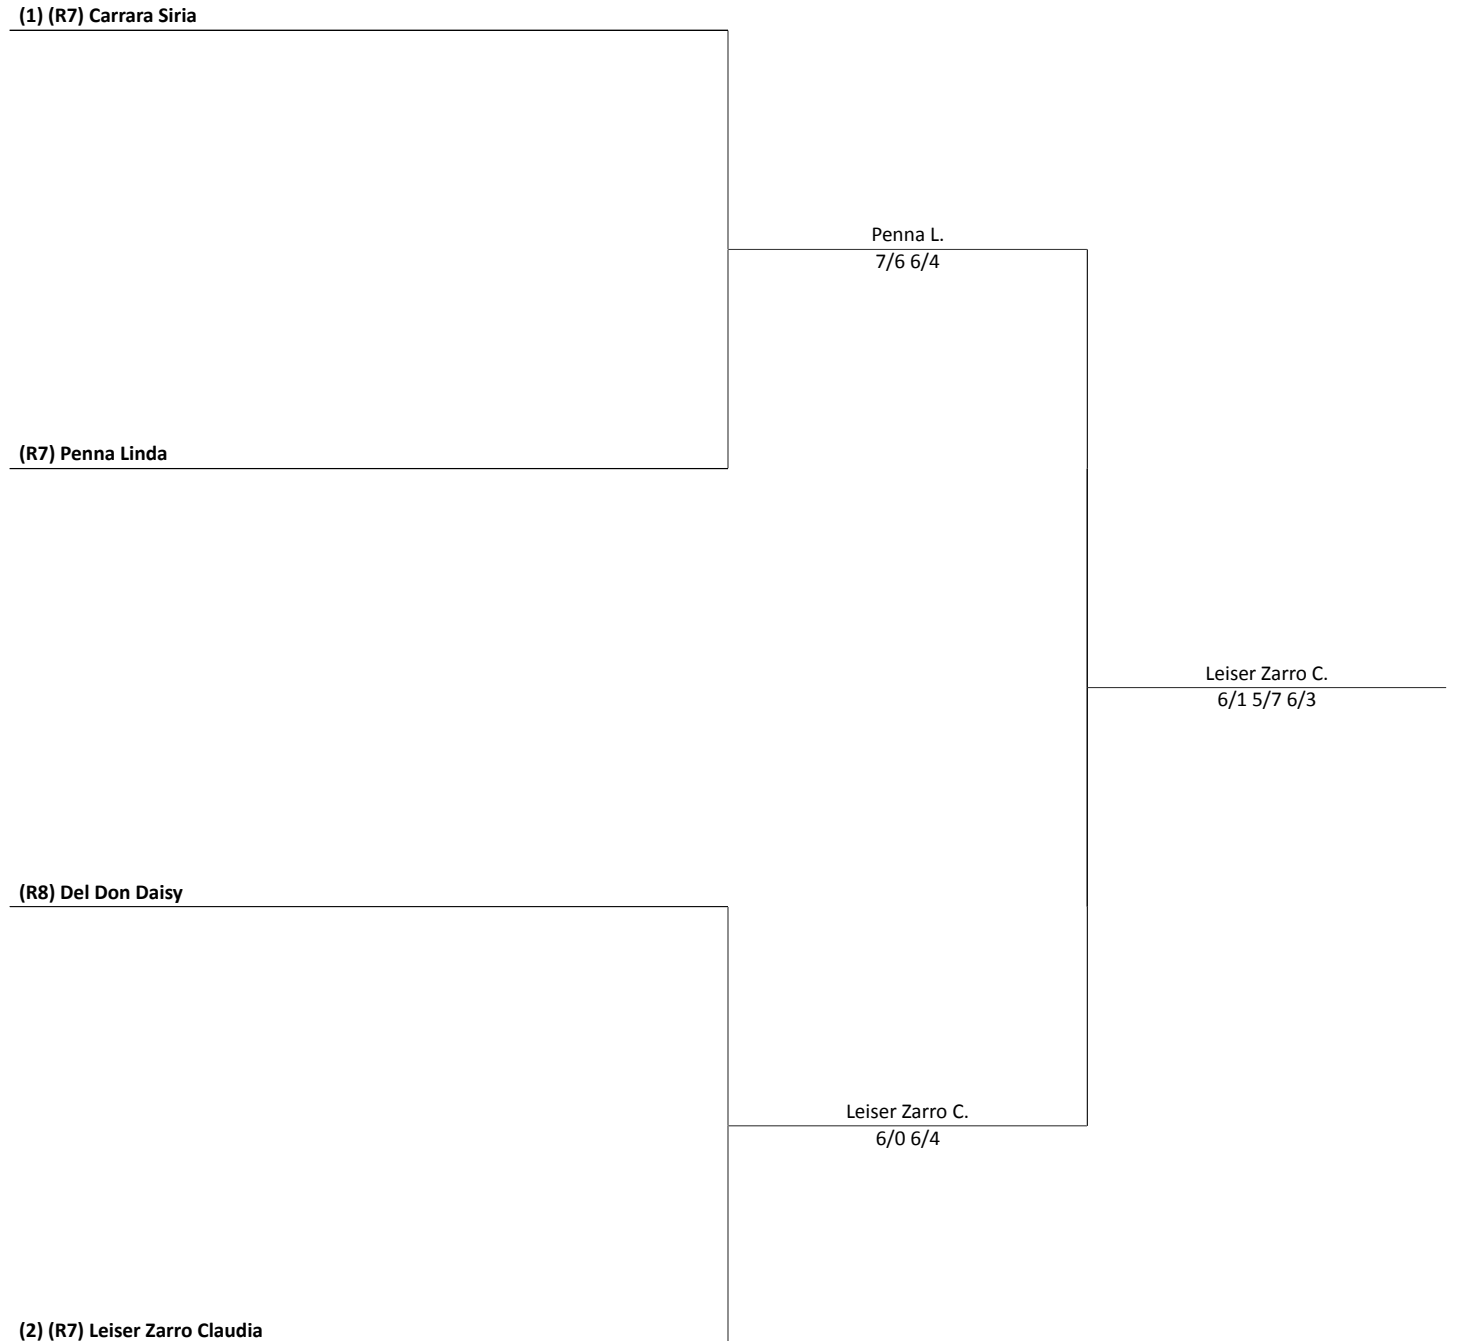 (1) (R7) Carrara Siria
Penna L.
7/6 6/4
(R7) Penna Linda
Leiser Zarro C.
6/1 5/7 6/3
(R8) Del Don Daisy
Leiser Zarro C.
6/0 6/4
(2) (R7) Leiser Zarro Claudia